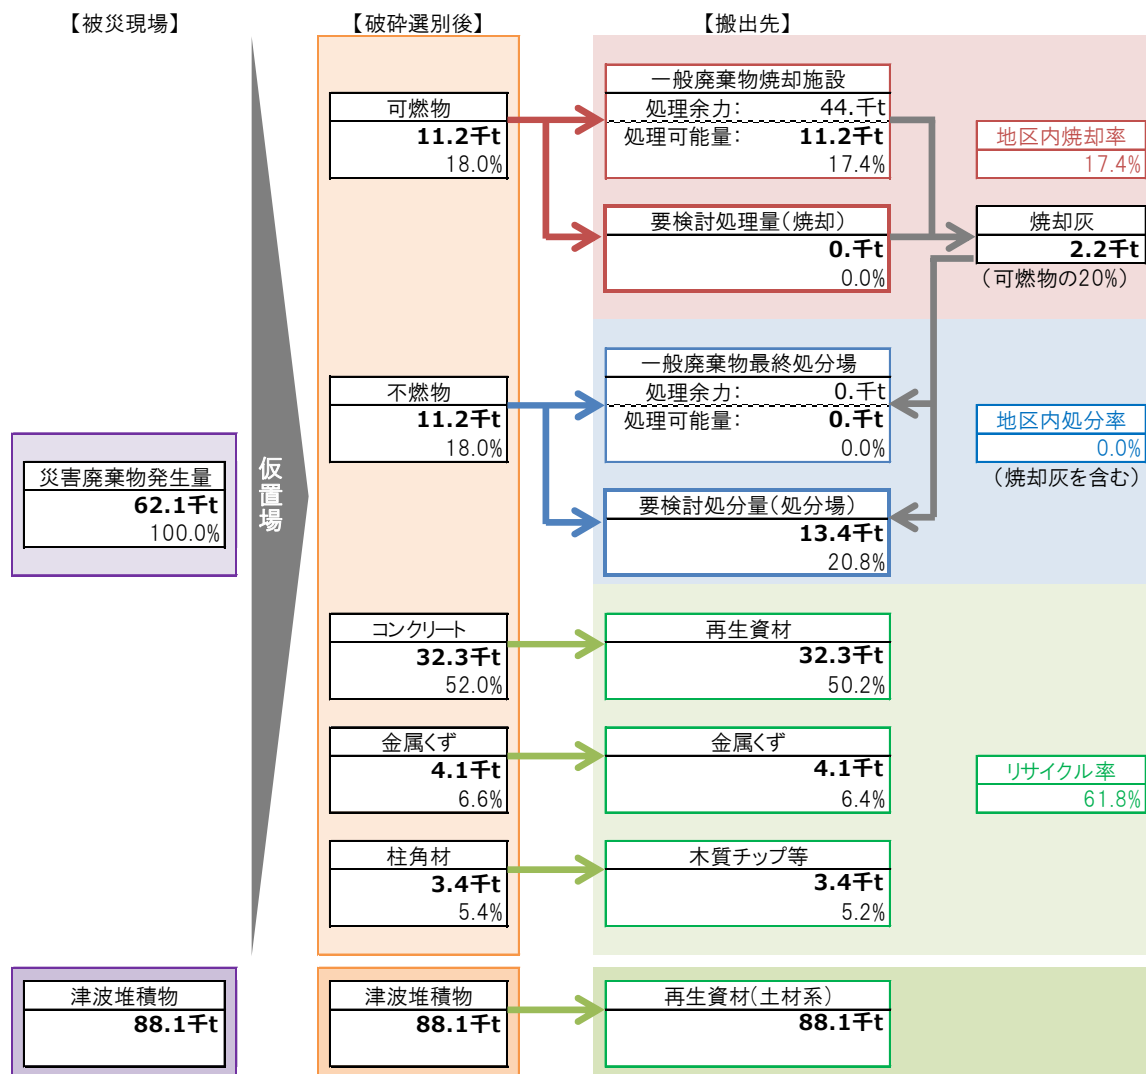 【被災現場】
【破砕選別後】
【搬出先】
災害廃棄物発生量
62.1千t
100.0%
仮置場
可燃物
11.2千t
18.0%
一般廃棄物焼却施設
処理余力： 44.千t
処理可能量： 11.2千t
17.4%
地区内焼却率
17.4%
要検討処理量（焼却）
0.千t
0.0%
焼却灰
2.2千t
（可燃物の20%）
不燃物
11.2千t
18.0%
一般廃棄物最終処分場
処理余力： 0.千t
処理可能量： 0.千t
0.0%
地区内処分率
0.0%
（焼却灰を含む）
要検討処分量（処分場）
13.4千t
20.8%
コンクリート
32.3千t
52.0%
再生資材
32.3千t
50.2%
金属くず
4.1千t
6.6%
金属くず
4.1千t
6.4%
リサイクル率
61.8%
柱角材
3.4千t
5.4%
木質チップ等
3.4千t
5.2%
津波堆積物
88.1千t
津波堆積物
88.1千t
再生資材（土材系）
88.1千t